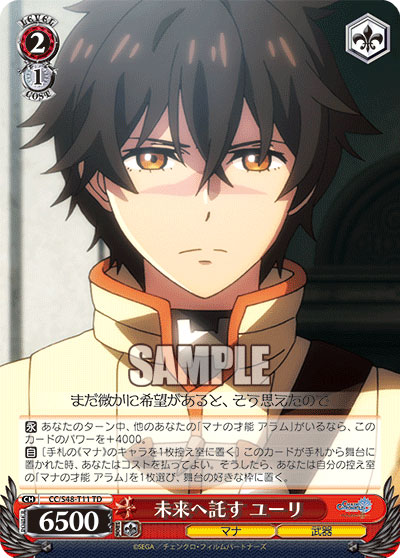 LEVEL
2
1
COST
SAMPLE
まだ微かに希望があると、そう思えたので
永 あなたのターン中、他のあなたの「マナの才能 アラム」がいるなら、このカードのパワーを+4000。
自 [手札の《マナ》のキャラを1枚控え室に置く] このカードが手札から舞台に置かれた時、あなたはコストを払ってよい。そうしたら、あなたは自分の控え室の「マナの才能 アラム」を1枚選び、舞台の好きな枠に置く。
CH
CC/S48-T11 TD
POWER
6500
未来へ託す ユーリ
マナ
武器
©SEGA／チェンクロ・フィルムパートナーズ